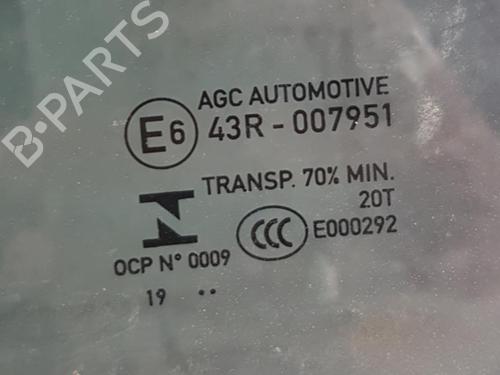 B-PARTS
AGC AUTOMOTIVE
E6 43R - 007951
TRANSP. 70% MIN.
20T
CCC E000292
OCP N° 0009
19 ..